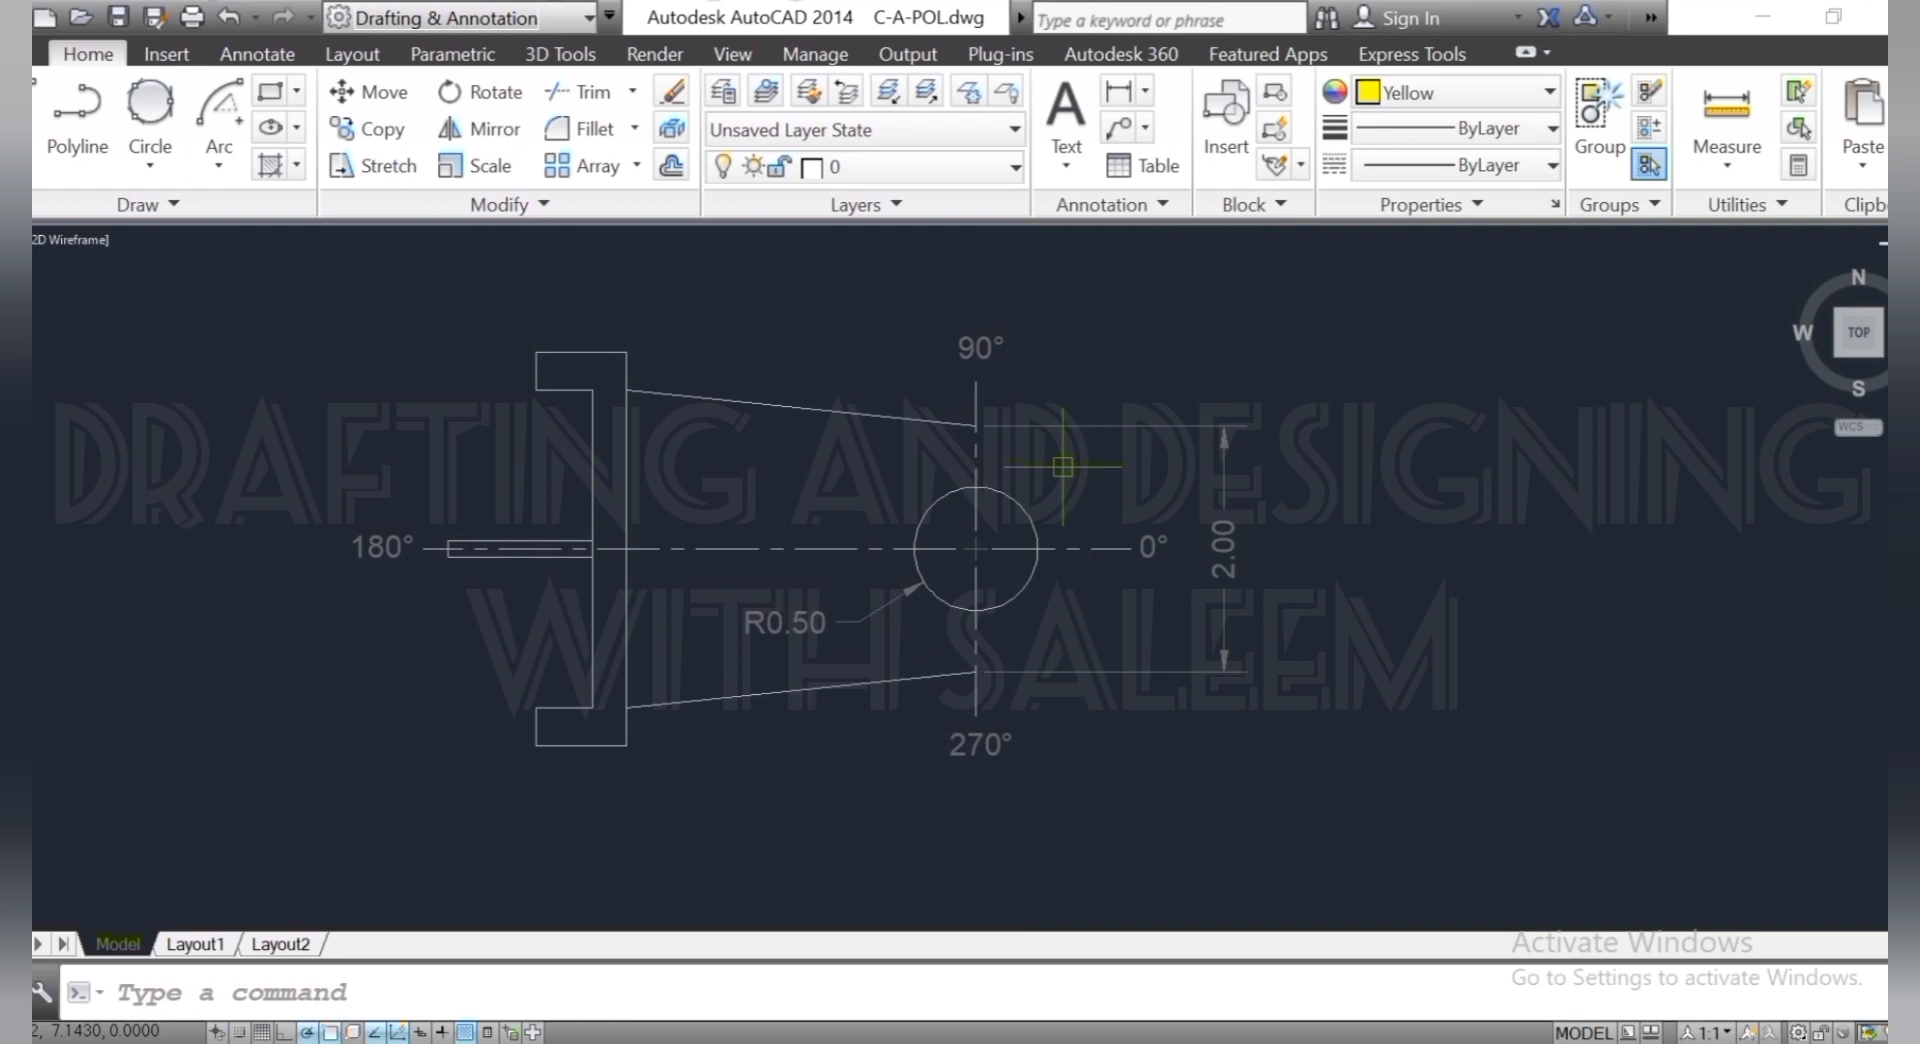 Drafting & Annotation
Autodesk AutoCAD 2014 C-A-POL.dwg
Type a keyword or phrase
Sign In
Home Insert Annotate Layout Parametric 3D Tools Render View Manage Output Plug-ins Autodesk 360 Featured Apps Express Tools
Polyline Circle Arc
Move Rotate Trim
Copy Mirror Fillet
Stretch Scale Array
Unsaved Layer State
0
Text
Table
Insert
Yellow
ByLayer
ByLayer
Group
Measure
Paste
Draw Modify Layers Annotation Block Properties Groups Utilities Clipb
2D Wireframe]
N
W TOP
S
WCS
90°
DRAFTING AND DESIGNING
180° 0°
2.00
R0.50
WITH SALEEM
270°
Model Layout1 Layout2
Activate Windows
Go to Settings to activate Windows.
Type a command
2, 7.1430, 0.0000
MODEL 1:1